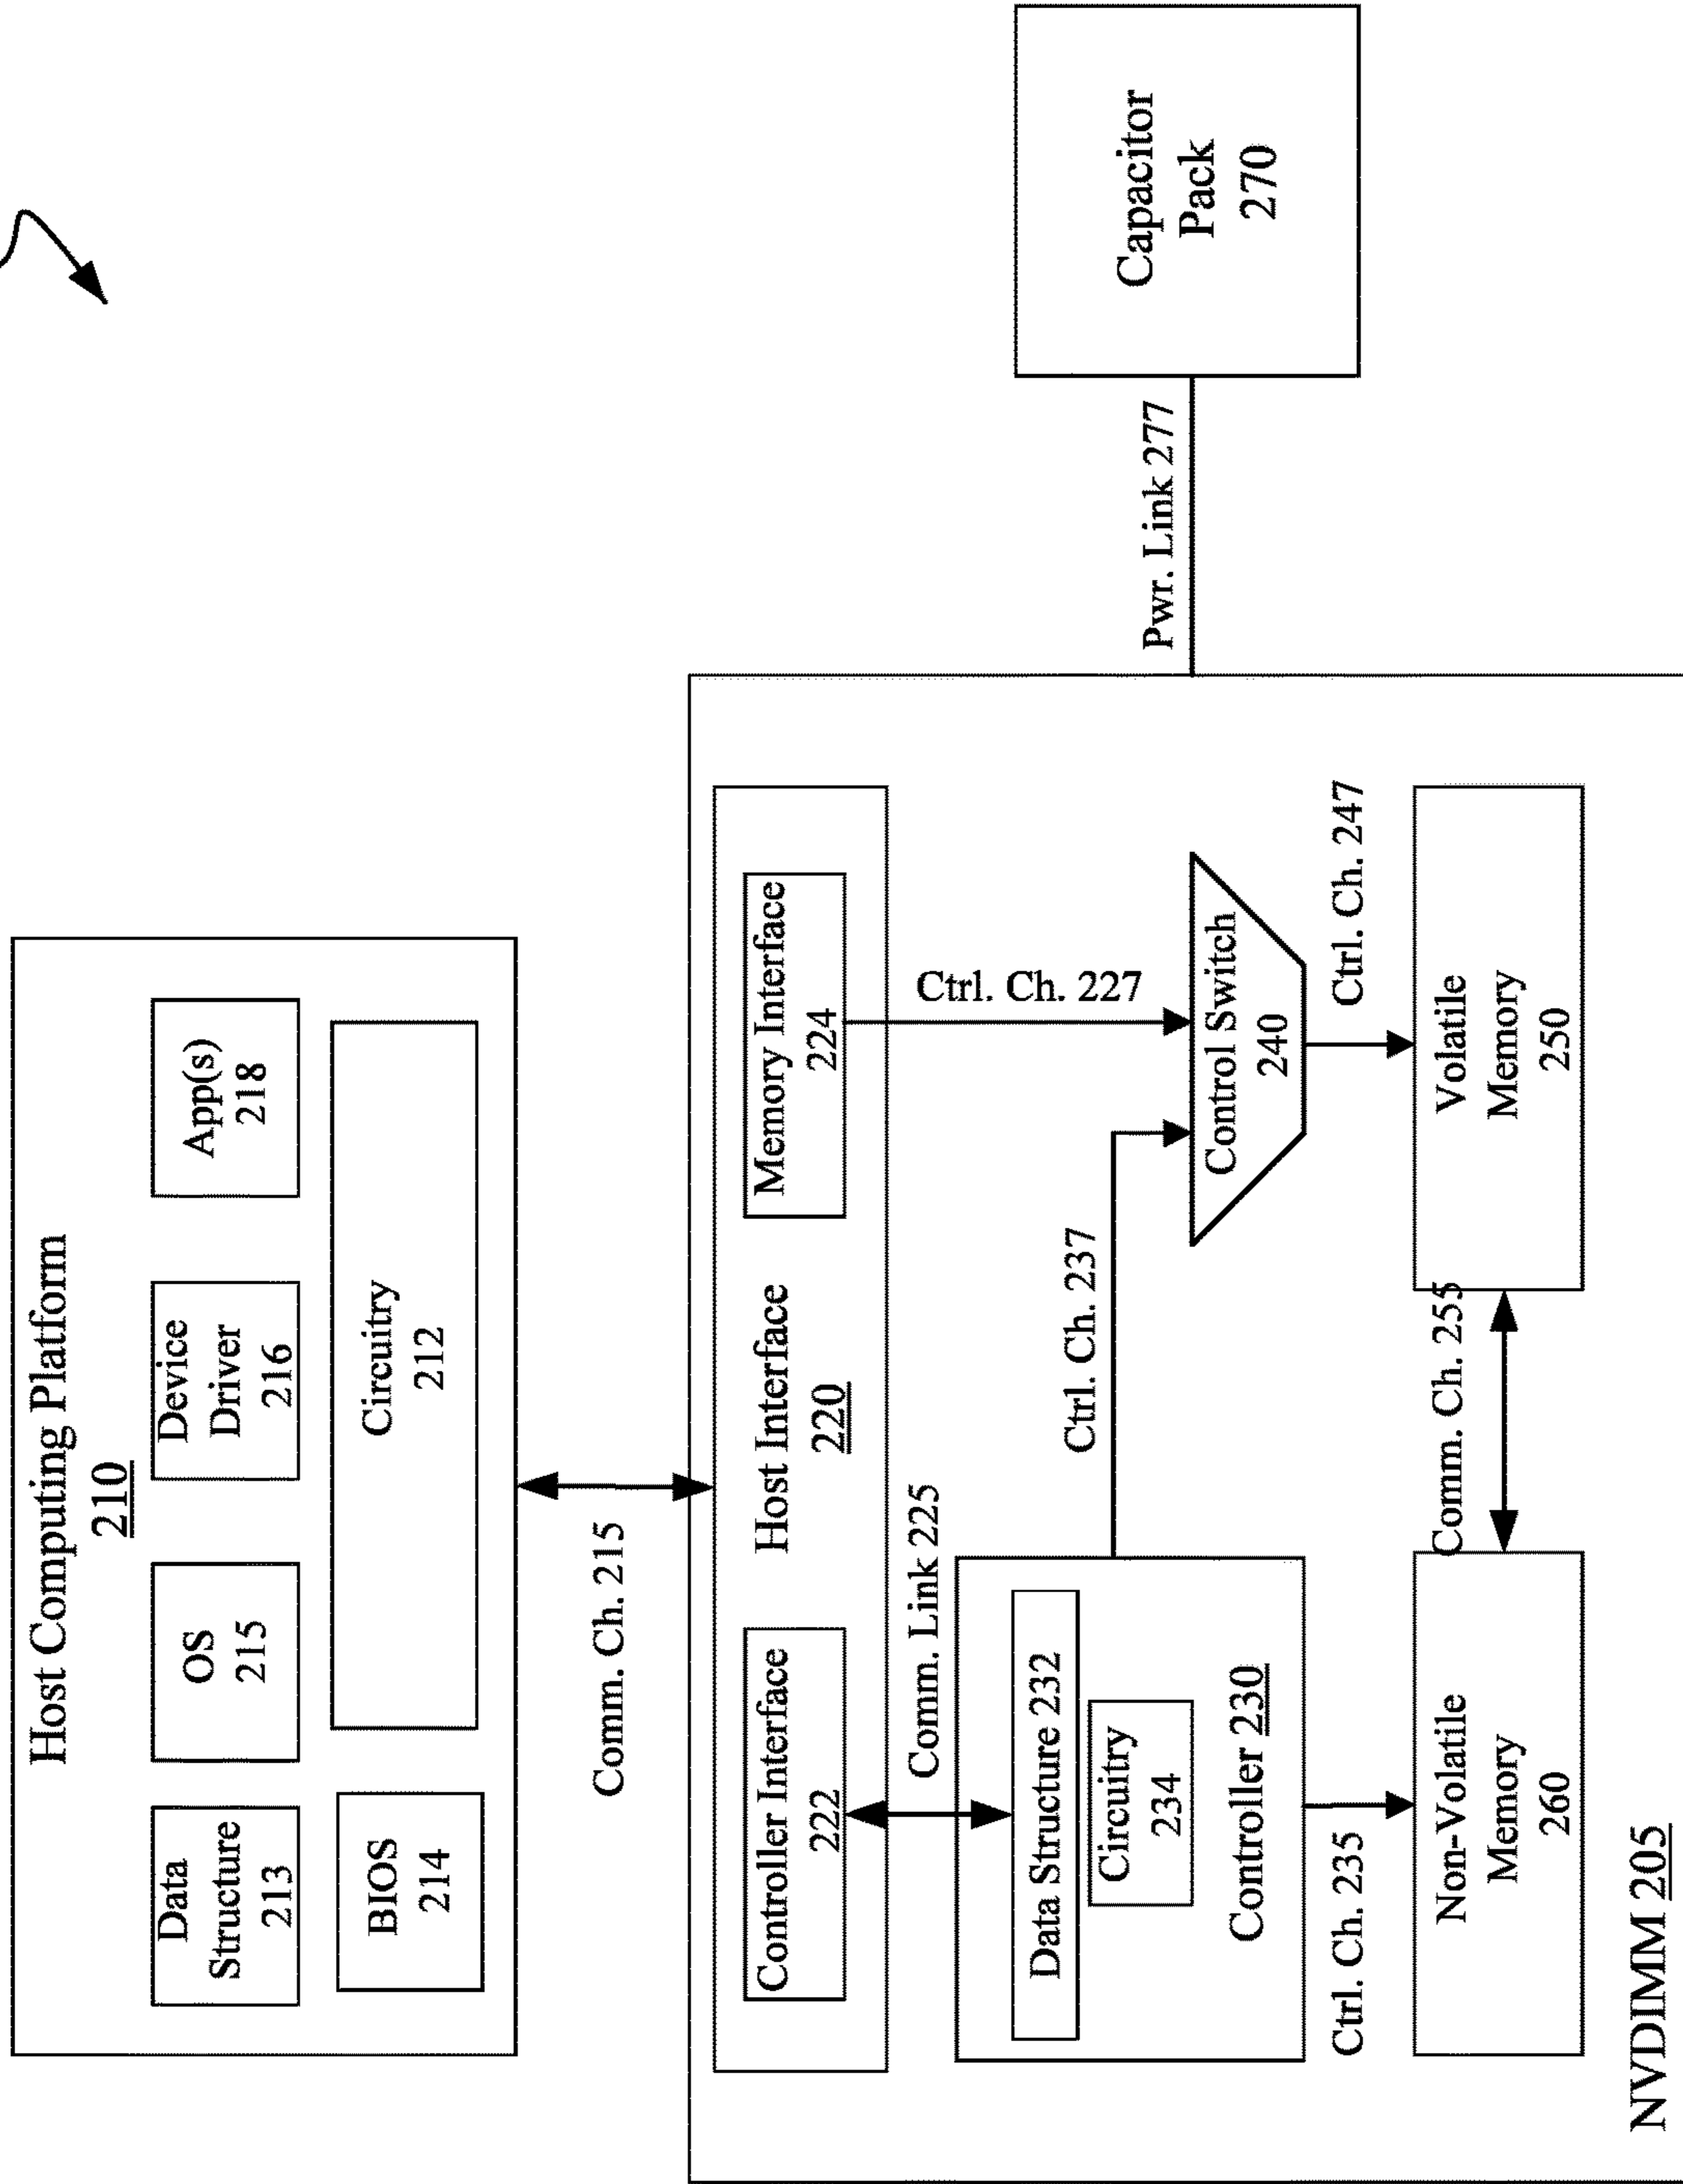 Host Computing Platform
210
Data
Structure
213
OS
215
Device
Driver
216
App(s)
218
BIOS
214
Circuitry
212
Comm. Ch. 215
Controller Interface
222
Host Interface
220
Memory Interface
224
Comm. Link 225
Ctrl. Ch. 227
Data Structure 232
Circuitry
234
Controller 230
Ctrl. Ch. 237
Control Switch
240
Ctrl. Ch. 235
Ctrl. Ch. 247
Non-Volatile
Memory
260
Comm. Ch. 255
Volatile
Memory
250
NVDIMM 205
Pwr. Link 277
Capacitor
Pack
270